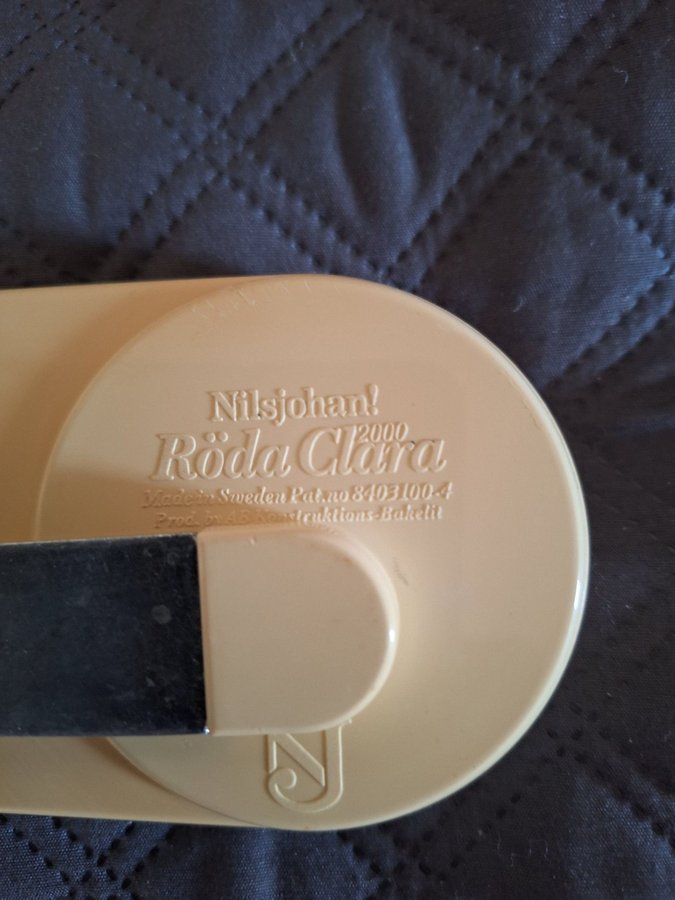 Nilsjohan!
Röda Clara 2000
Made in Sweden Pat.no 8403100-4
Prod. by AB Konstruktions-Bakelit